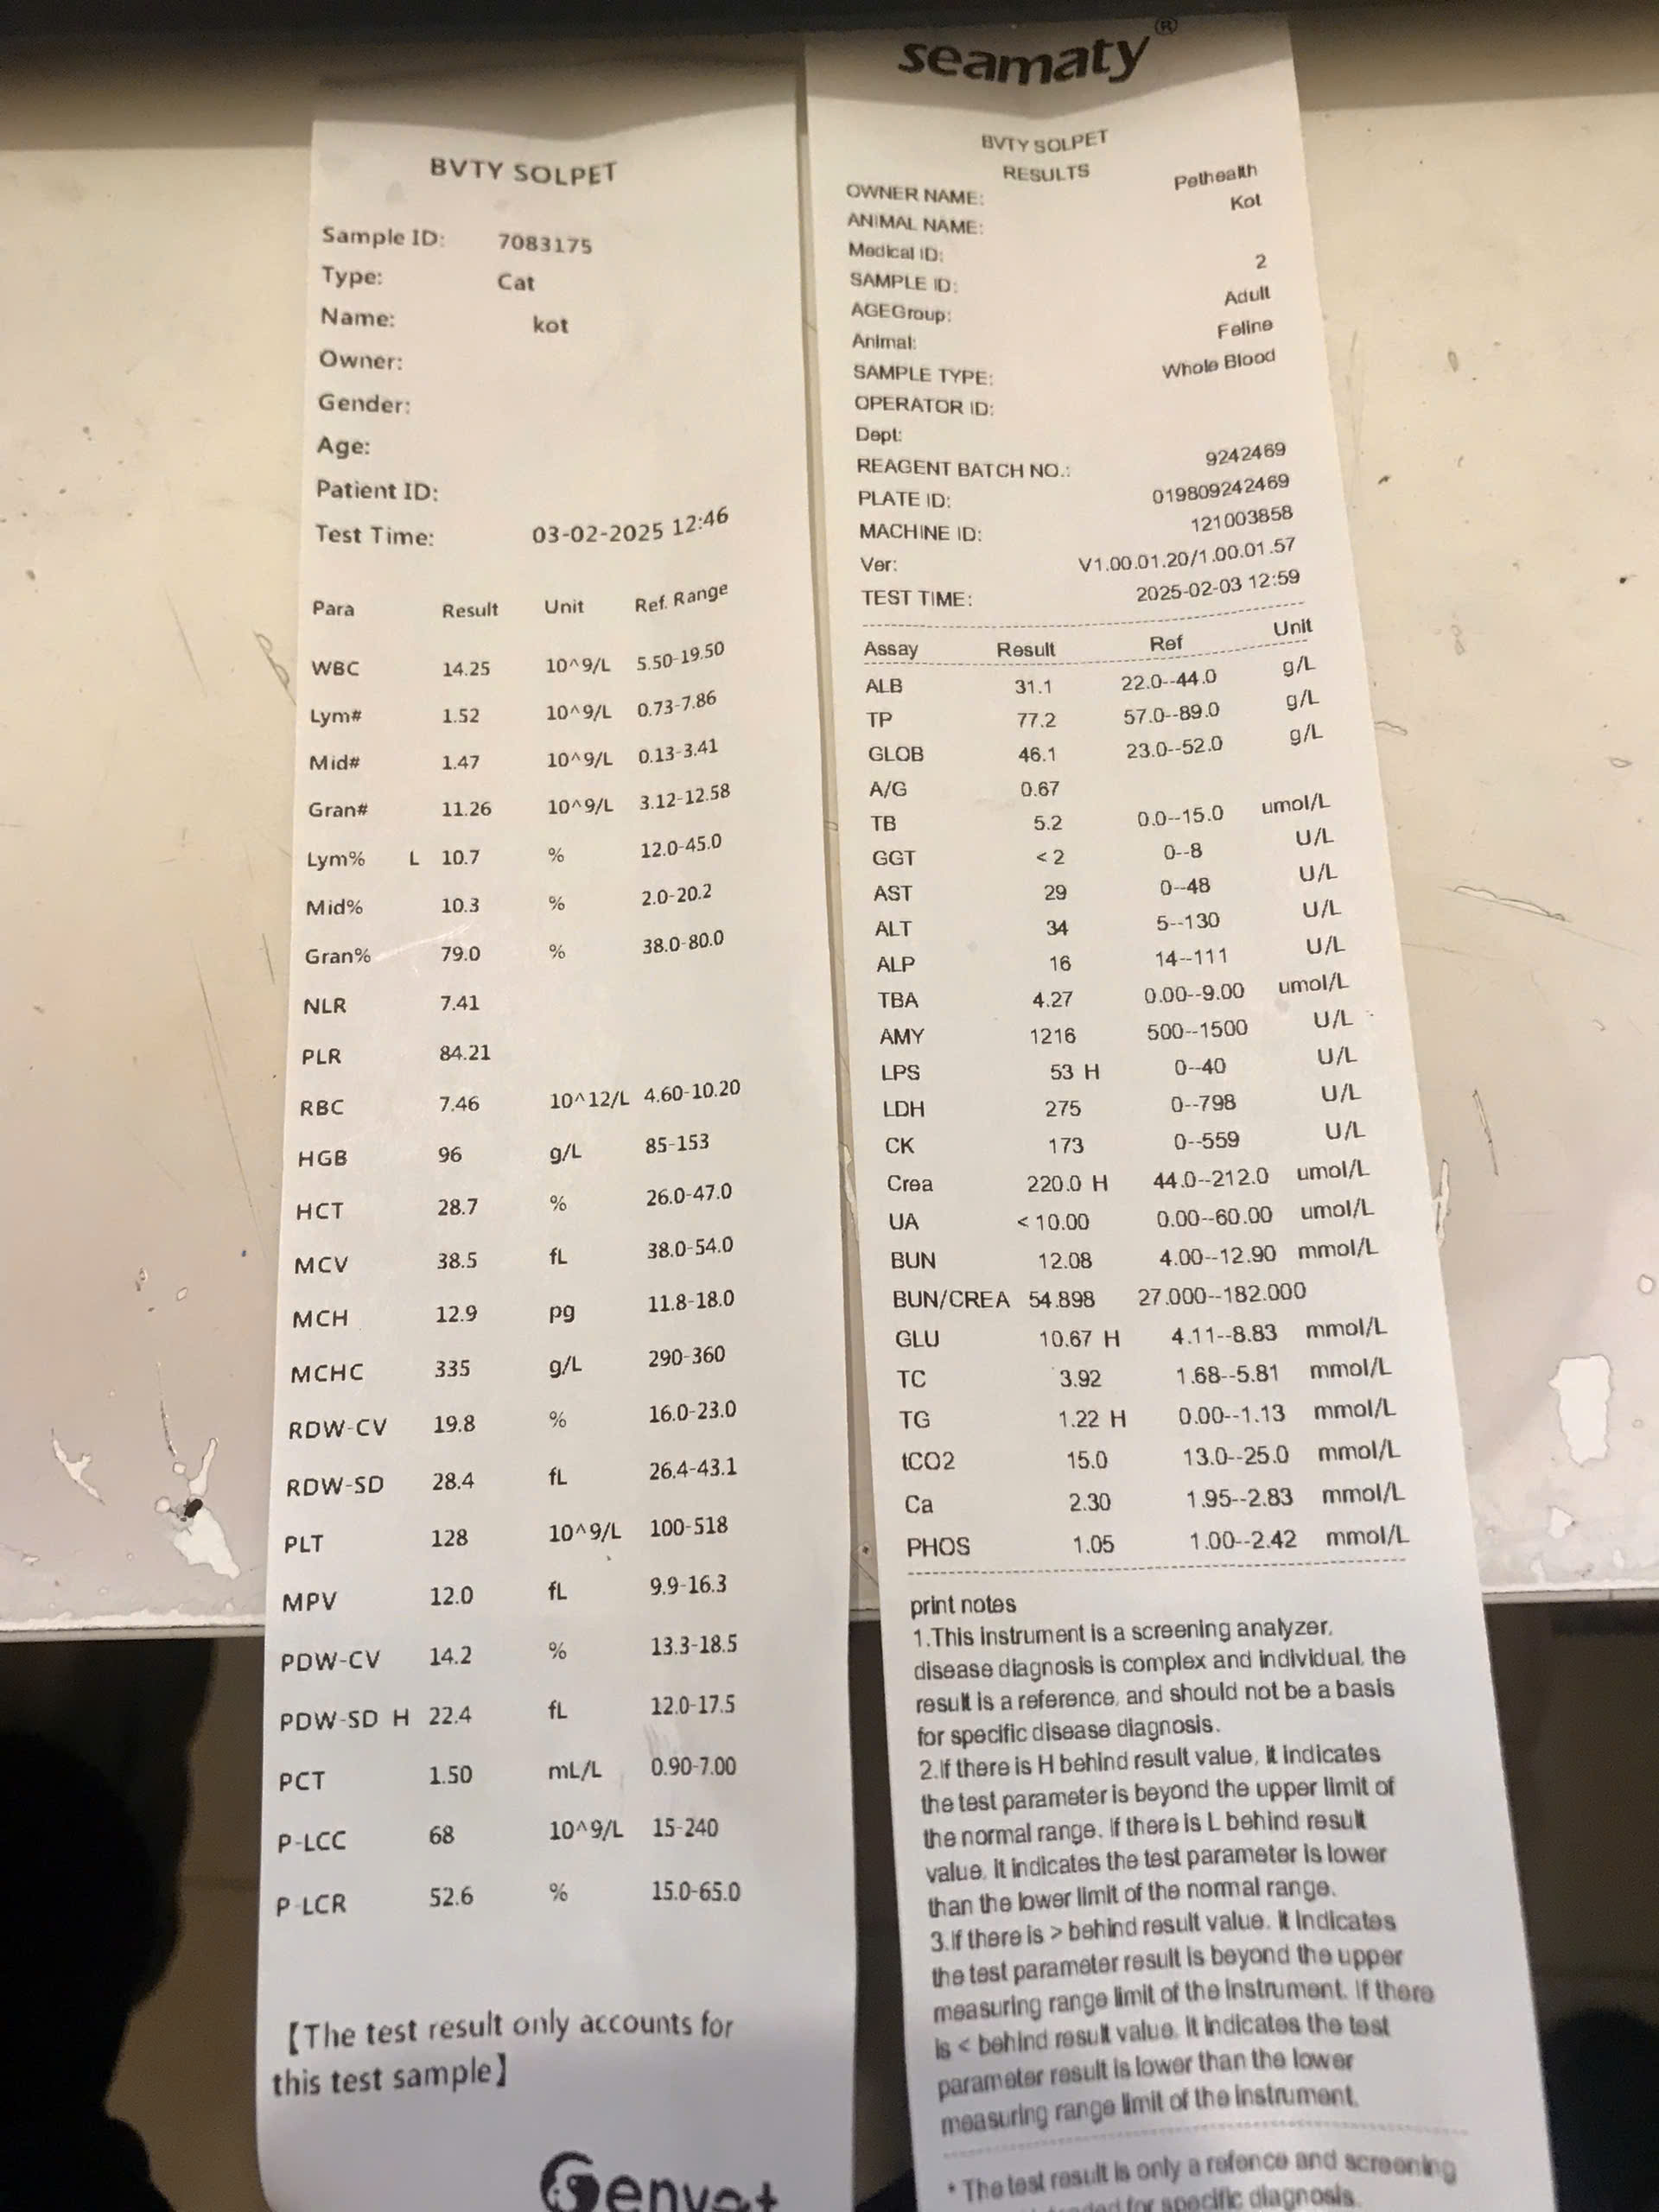 BVTY SOLPET
Sample ID: 7083175
Type: Cat
Name: kot
Owner:
Gender:
Age:
Patient ID:
Test Time: 03-02-2025 12:46
Para Result Unit Ref. Range
WBC 14.25 10^9/L 5.50-19.50
Lym# 1.52 10^9/L 0.73-7.86
Mid# 1.47 10^9/L 0.13-3.41
Gran# 11.26 10^9/L 3.12-12.58
Lym% L 10.7 % 12.0-45.0
Mid% 10.3 % 2.0-20.2
Gran% 79.0 % 38.0-80.0
NLR 7.41
PLR 84.21
RBC 7.46 10^12/L 4.60-10.20
HGB 96 g/L 85-153
HCT 28.7 % 26.0-47.0
MCV 38.5 fL 38.0-54.0
MCH 12.9 pg 11.8-18.0
MCHC 335 g/L 290-360
RDW-CV 19.8 % 16.0-23.0
RDW-SD 28.4 fL 26.4-43.1
PLT 128 10^9/L 100-518
MPV 12.0 fL 9.9-16.3
PDW-CV 14.2 % 13.3-18.5
PDW-SD H 22.4 fL 12.0-17.5
PCT 1.50 mL/L 0.90-7.00
P-LCC 68 10^9/L 15-240
P-LCR 52.6 % 15.0-65.0
【The test result only accounts for
this test sample】
Genvet
seamaty®
BVTY SOLPET
RESULTS
OWNER NAME: Pethealth
ANIMAL NAME: Kot
Medical ID:
SAMPLE ID: 2
AGEGroup: Adult
Animal: Feline
SAMPLE TYPE: Whole Blood
OPERATOR ID:
Dept:
REAGENT BATCH NO.: 9242469
PLATE ID: 019809242469
MACHINE ID: 121003858
Ver: V1.00.01.20/1.00.01.57
TEST TIME: 2025-02-03 12:59
Assay Result Ref Unit
ALB 31.1 22.0--44.0 g/L
TP 77.2 57.0--89.0 g/L
GLOB 46.1 23.0--52.0 g/L
A/G 0.67
TB 5.2 0.0--15.0 umol/L
GGT <2 0--8 U/L
AST 29 0--48 U/L
ALT 34 5--130 U/L
ALP 16 14--111 U/L
TBA 4.27 0.00--9.00 umol/L
AMY 1216 500--1500 U/L
LPS 53 H 0--40 U/L
LDH 275 0--798 U/L
CK 173 0--559 U/L
Crea 220.0 H 44.0--212.0 umol/L
UA <10.00 0.00--60.00 umol/L
BUN 12.08 4.00--12.90 mmol/L
BUN/CREA 54.898 27.000--182.000
GLU 10.67 H 4.11--8.83 mmol/L
TC 3.92 1.68--5.81 mmol/L
TG 1.22 H 0.00--1.13 mmol/L
tCO2 15.0 13.0--25.0 mmol/L
Ca 2.30 1.95--2.83 mmol/L
PHOS 1.05 1.00--2.42 mmol/L
print notes
1.This instrument is a screening analyzer,
disease diagnosis is complex and individual, the
result is a reference, and should not be a basis
for specific disease diagnosis.
2.If there is H behind result value, it indicates
the test parameter is beyond the upper limit of
the normal range. If there is L behind result
value, it indicates the test parameter is lower
than the lower limit of the normal range.
3.If there is > behind result value, it indicates
the test parameter result is beyond the upper
measuring range limit of the instrument. If there
is < behind result value, it indicates the test
parameter result is lower than the lower
measuring range limit of the instrument.
* The test result is only a refence and screening
for specific diagnosis.